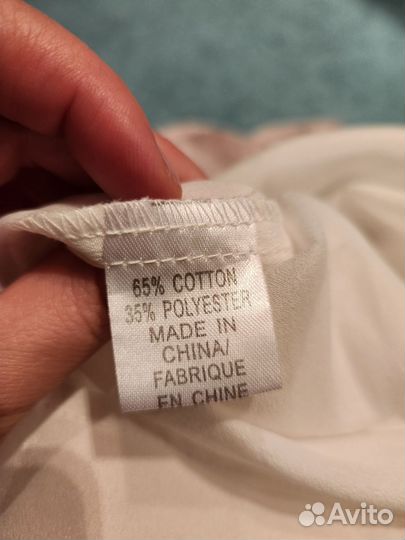 65% COTTON
35% POLYESTER
MADE IN
CHINA/
FABRIQUE
EN CHINE
Avito